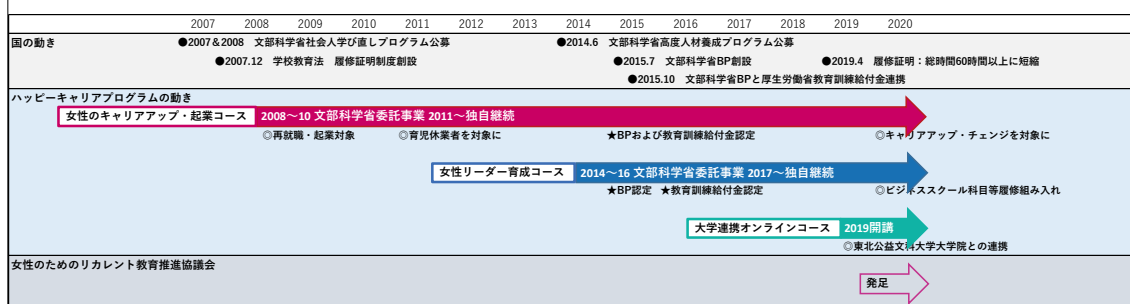 2007 2008 2009 2010 2011 2012 2013 2014 2015 2016 2017 2018 2019 2020
国の動き
●2007&2008 文部科学省社会人学び直しプログラム公募 ●2014.6 文部科学省高度人材養成プログラム公募
●2007.12 学校教育法 履修証明制度創設 ●2015.7 文部科学省BP創設 ●2019.4 履修証明：総時間60時間以上に短縮
●2015.10 文部科学省BPと厚生労働省教育訓練給付金連携
ハッピーキャリアプログラムの動き
女性のキャリアアップ・起業コース 2008～10 文部科学省委託事業 2011～独自継続
◎再就職・起業対象 ◎育児休業者を対象に ★BPおよび教育訓練給付金認定 ◎キャリアアップ・チェンジを対象に
女性リーダー育成コース 2014～16 文部科学省委託事業 2017～独自継続
★BP認定 ★教育訓練給付金認定 ◎ビジネススクール科目等履修組み入れ
大学連携オンラインコース 2019開講
◎東北公益文科大学大学院との連携
女性のためのリカレント教育推進協議会
発足